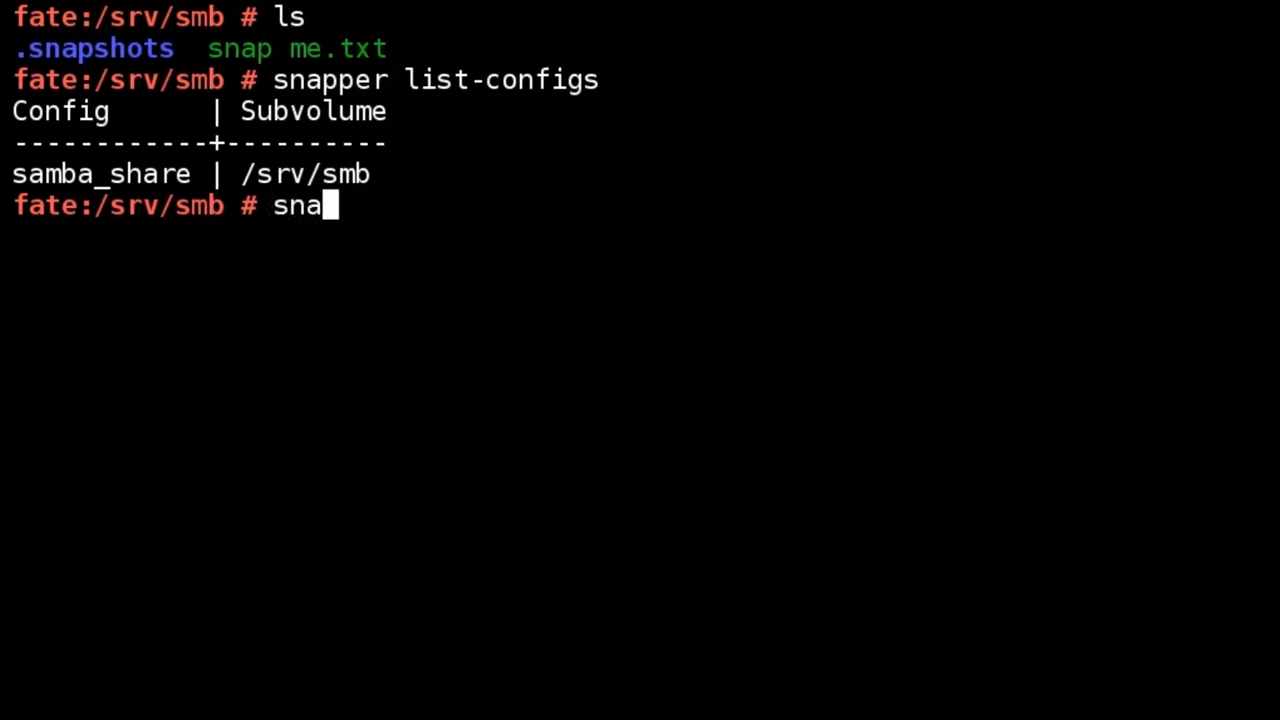 fate:/srv/smb # ls
.snapshots  snap me.txt
fate:/srv/smb # snapper list-configs
Config      | Subvolume
------------+----------
samba_share | /srv/smb
fate:/srv/smb # sna